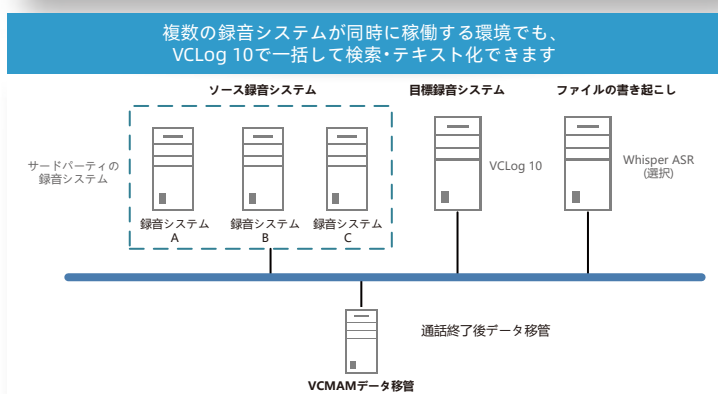 複数の録音システムが同時に稼働する環境でも、
VCLog 10で一括して検索･テキスト化できます
ソース録音システム
目標録音システム
ファイルの書き起こし
サードパーティの
録音システム
録音システム
A
録音システム
B
録音システム
C
VCLog 10
Whisper ASR
(選択)
通話終了後データ移管
VCMAMデータ移管